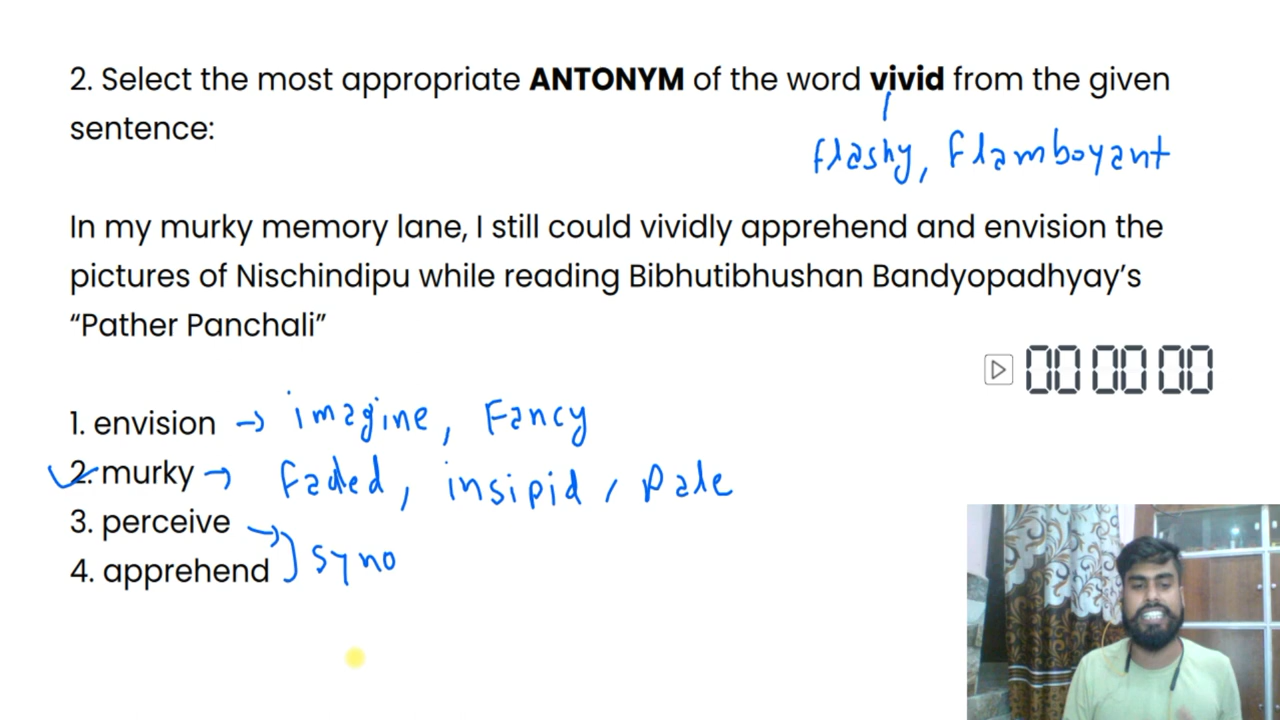 2. Select the most appropriate ANTONYM of the word vivid from the given
sentence:
flashy, Flamboyant
In my murky memory lane, I still could vividly apprehend and envision the
pictures of Nischindipu while reading Bibhutibhushan Bandyopadhyay’s
“Pather Panchali”
00 00 00
1. envision → imagine, Fancy
2. murky → Faded, insipid, Pale
3. perceive →
4. apprehend ] Syno